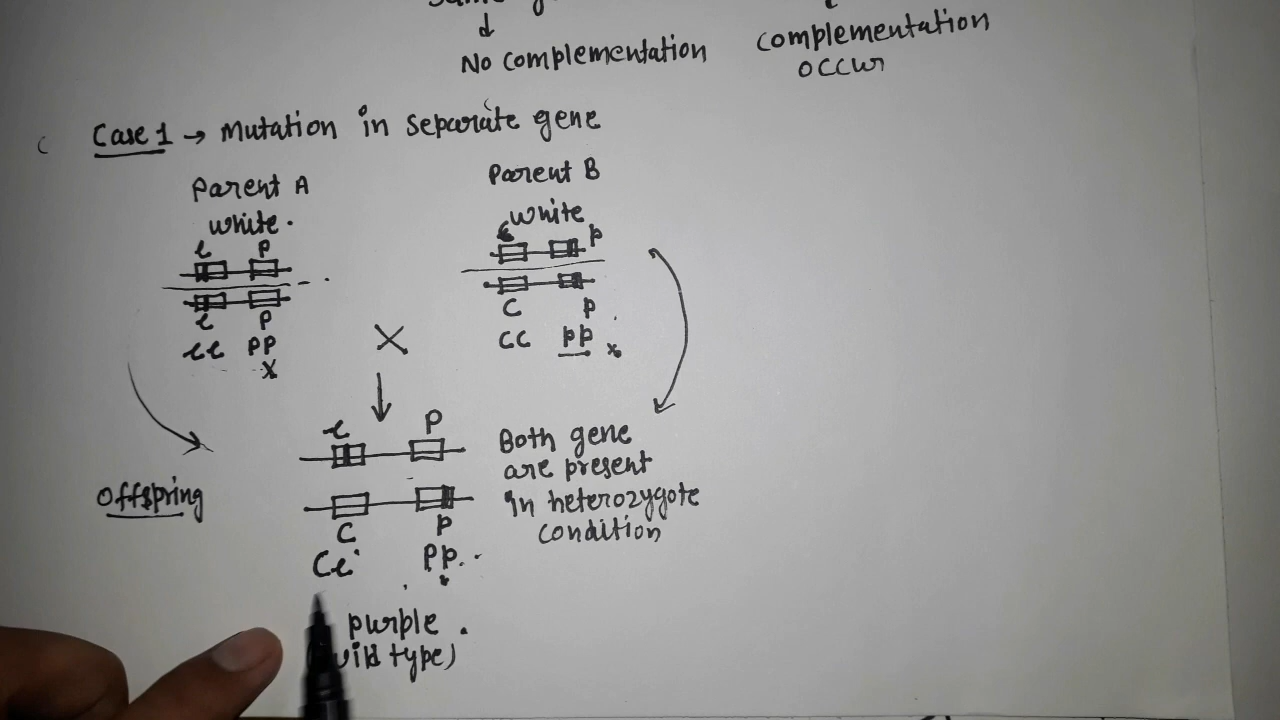 No complementation
complementation
occur
Case 1 → Mutation in separate gene
Parent A
white.
c P
c P
cc PP
x
Parent B
white
C p
C p
CC pp x
X
c P
C p
Cc Pp
Offspring
Both gene
are present
in heterozygote
condition
purple.
type)